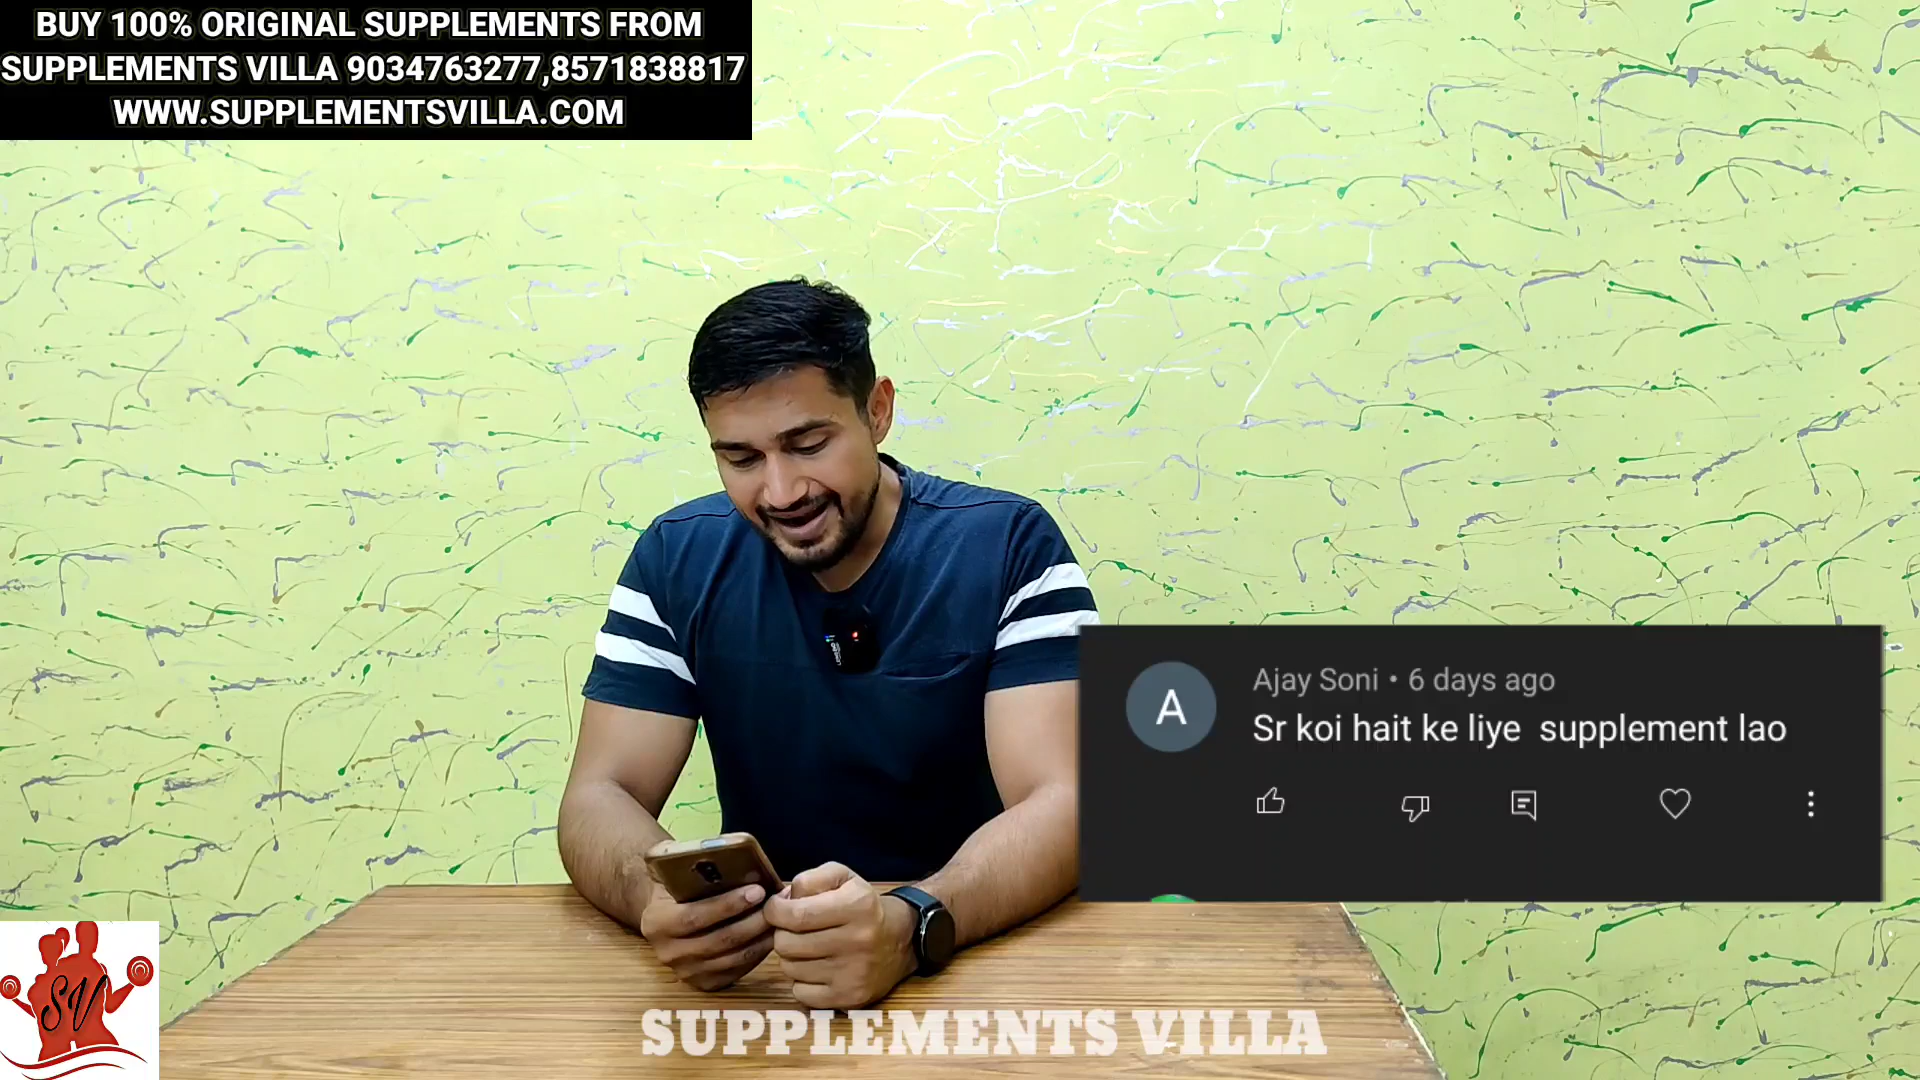 BUY 100% ORIGINAL SUPPLEMENTS FROM
SUPPLEMENTS VILLA 9034763277,8571838817
WWW.SUPPLEMENTSVILLA.COM
A
Ajay Soni • 6 days ago
Sr koi hait ke liye supplement lao
SV
SUPPLEMENTS VILLA